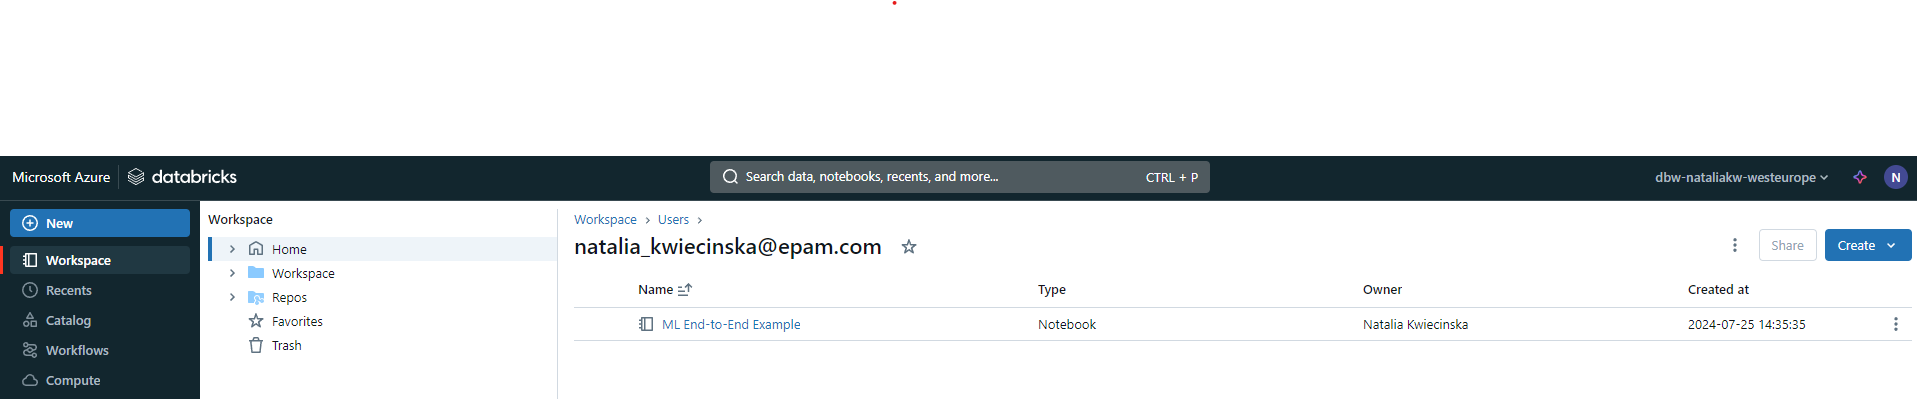 Microsoft Azure databricks Search data, notebooks, recents, and more... CTRL + P dbw-nataliakw-westeurope N
New
Workspace
Recents
Catalog
Workflows
Compute
Workspace
Home
Workspace
Repos
Favorites
Trash
Workspace > Users >
natalia_kwiecinska@epam.com
Share Create
Name Type Owner Created at
ML End-to-End Example Notebook Natalia Kwiecinska 2024-07-25 14:35:35